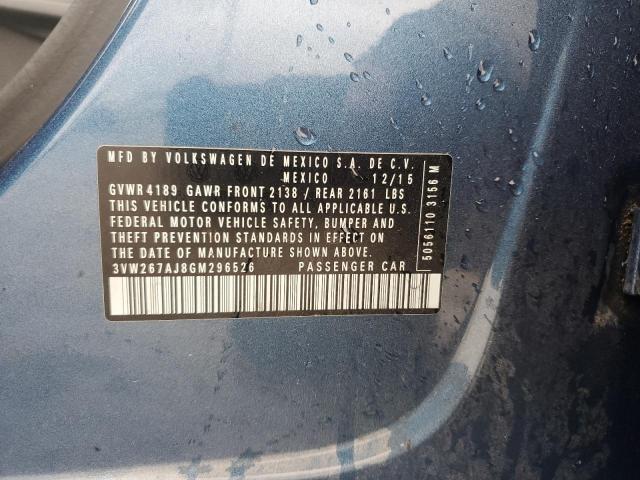 MFD BY VOLKSWAGEN DE MEXICO S.A. DE C.V.
MEXICO 12/15
GVWR 4189 GAWR FRONT 2138 / REAR 2161 LBS
THIS VEHICLE CONFORMS TO ALL APPLICABLE U.S.
FEDERAL MOTOR VEHICLE SAFETY, BUMPER AND
THEFT PREVENTION STANDARDS IN EFFECT ON
THE DATE OF MANUFACTURE SHOWN ABOVE.
3VW267AJ8GM296526 PASSENGER CAR
5056110 3156 M